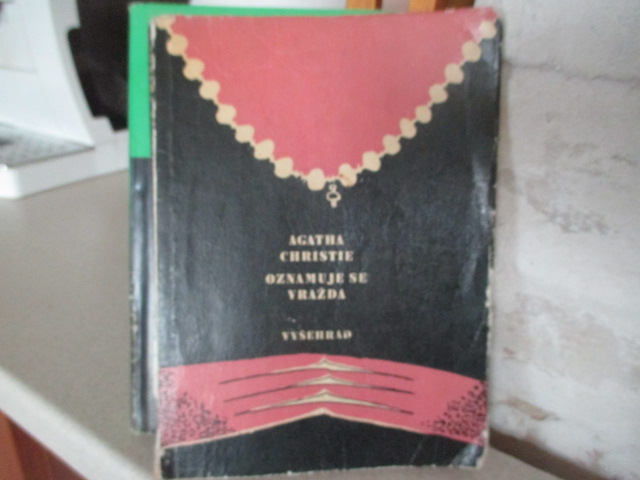 AGATHA
CHRISTIE
OZNAMUJE SE
VRAŽDA
VYŠEHRAD